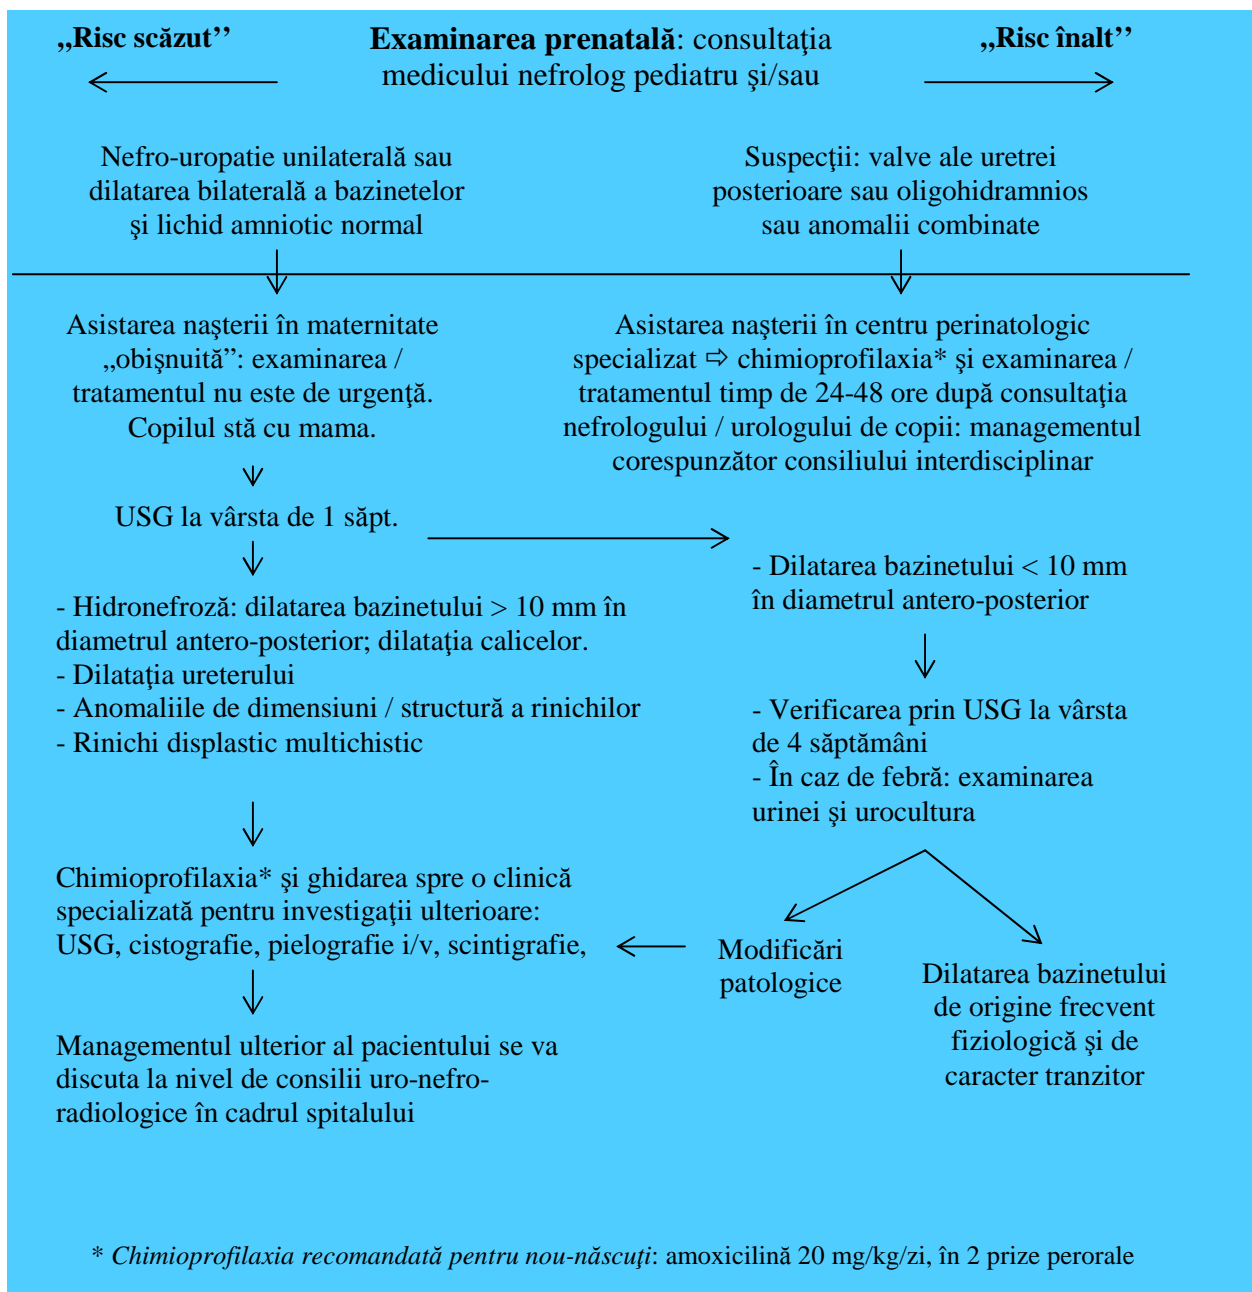 „Risc scăzut’’
Examinarea prenatală: consultaţia
medicului nefrolog pediatru şi/sau
„Risc înalt’’
Nefro-uropatie unilaterală sau
dilatarea bilaterală a bazinetelor
şi lichid amniotic normal
Suspecţii: valve ale uretrei
posterioare sau oligohidramnios
sau anomalii combinate
Asistarea naşterii în maternitate
„obişnuită”: examinarea /
tratamentul nu este de urgenţă.
Copilul stă cu mama.
Asistarea naşterii în centru perinatologic
specializat ⇨ chimioprofilaxia* şi examinarea /
tratamentul timp de 24-48 ore după consultaţia
nefrologului / urologului de copii: managementul
corespunzător consiliului interdisciplinar
USG la vârsta de 1 săpt.
- Hidronefroză: dilatarea bazinetului > 10 mm în
diametrul antero-posterior; dilataţia calicelor.
- Dilataţia ureterului
- Anomaliile de dimensiuni / structură a rinichilor
- Rinichi displastic multichistic
- Dilatarea bazinetului < 10 mm
în diametrul antero-posterior
- Verificarea prin USG la vârsta
de 4 săptămâni
- În caz de febră: examinarea
urinei şi urocultura
Chimioprofilaxia* şi ghidarea spre o clinică
specializată pentru investigaţii ulterioare:
USG, cistografie, pielografie i/v, scintigrafie,
Modificări
patologice
Dilatarea bazinetului
de origine frecvent
fiziologică şi de
caracter tranzitor
Managementul ulterior al pacientului se va
discuta la nivel de consilii uro-nefro-
radiologice în cadrul spitalului
* Chimioprofilaxia recomandată pentru nou-născuţi: amoxicilină 20 mg/kg/zi, în 2 prize perorale